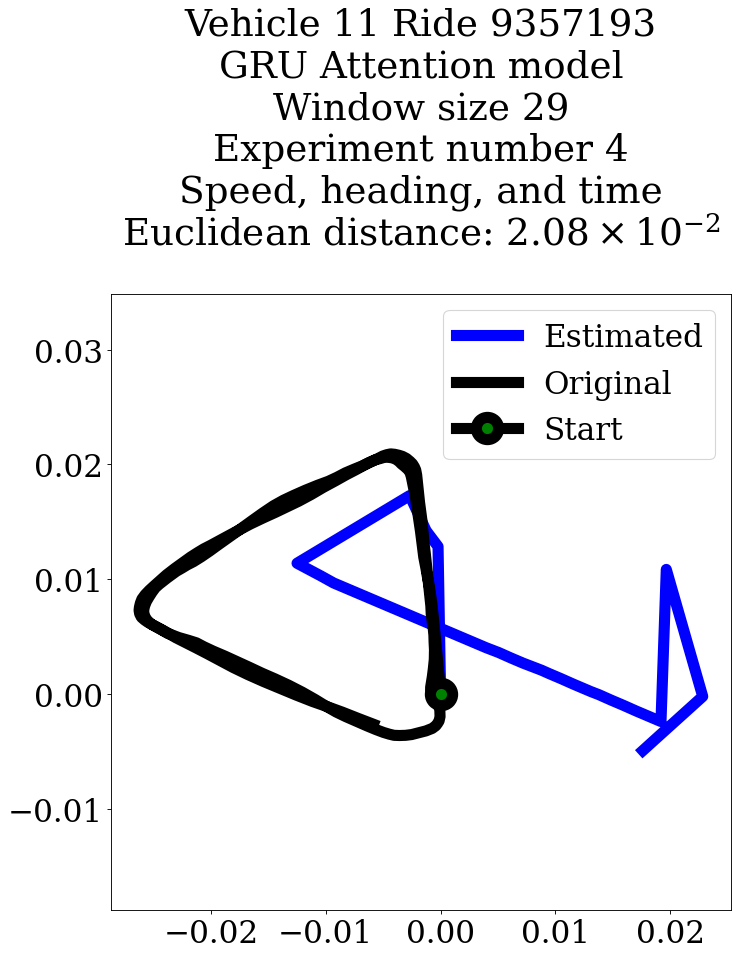 Vehicle 11 Ride 9357193
GRU Attention model
Window size 29
Experiment number 4
Speed, heading, and time
Euclidean distance: 2.08 × 10⁻²
Estimated
Original
Start
0.03
0.02
0.01
0.00
−0.01
−0.02
−0.01
0.00
0.01
0.02